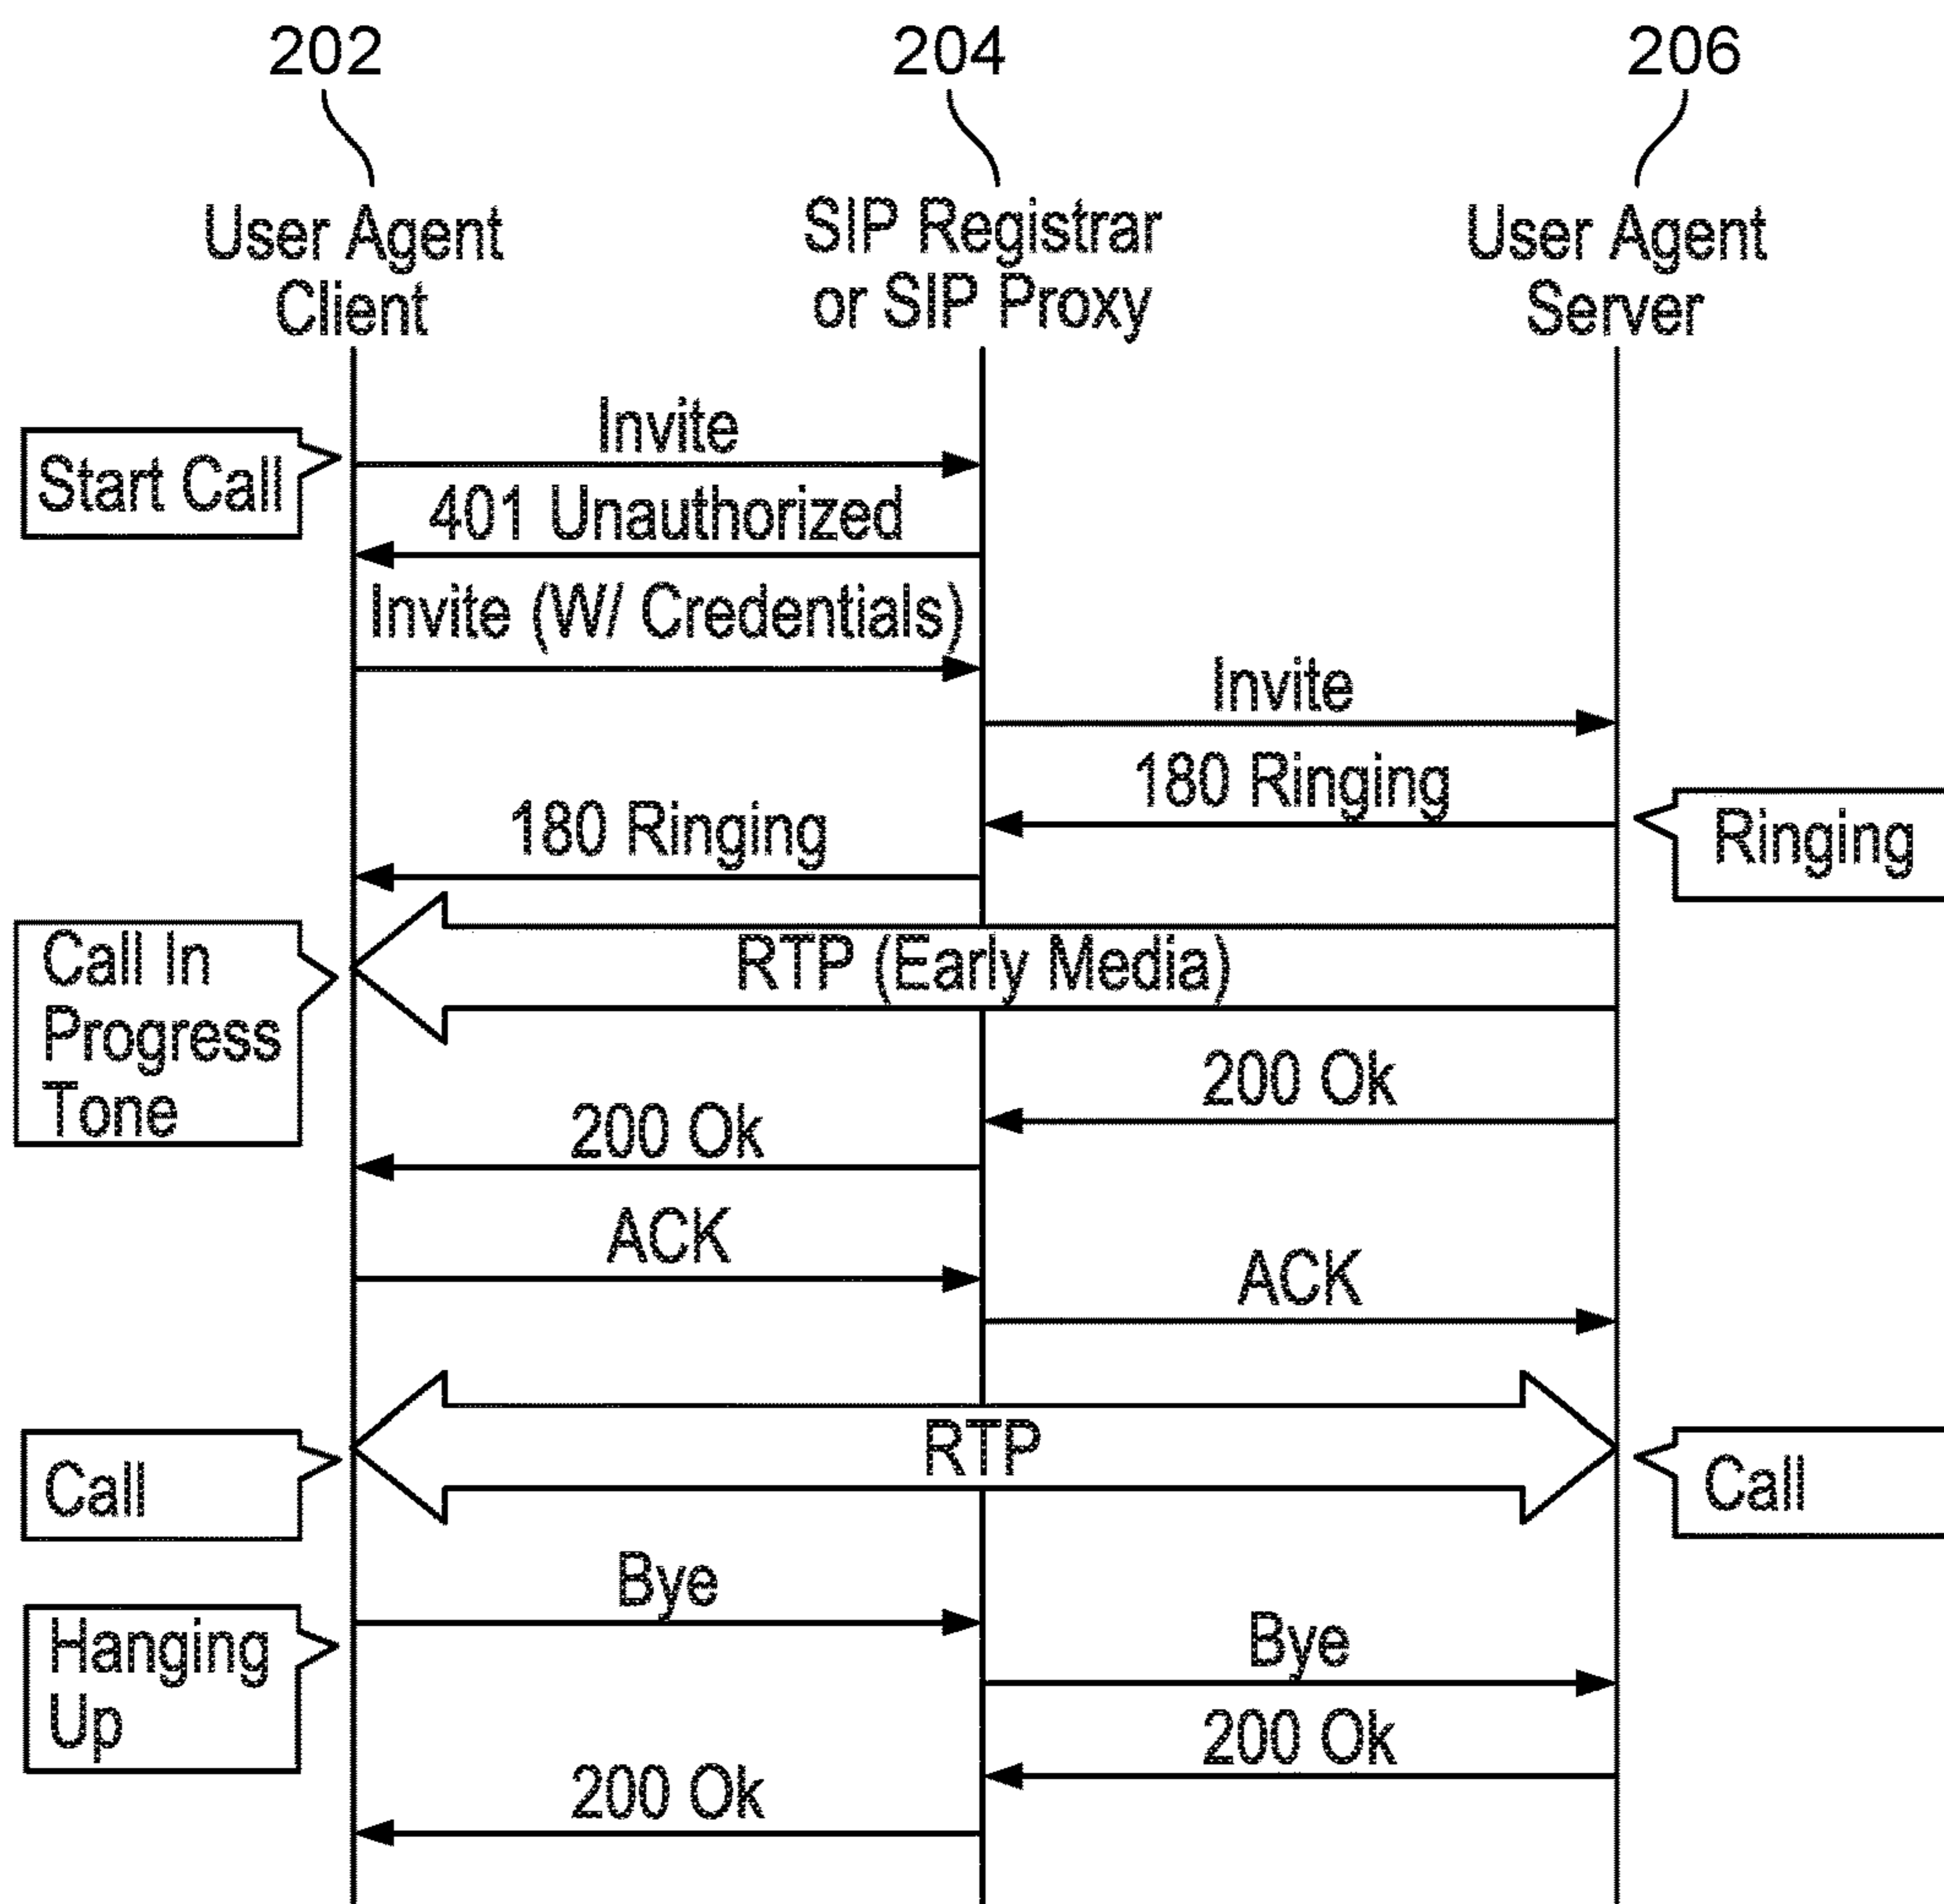 202
204
206
User Agent
Client
SIP Registrar
or SIP Proxy
User Agent
Server
Start Call
Invite
401 Unauthorized
Invite (W/ Credentials)
Invite
180 Ringing
Ringing
180 Ringing
Call In
Progress
Tone
RTP (Early Media)
200 Ok
200 Ok
ACK
ACK
RTP
Call
Call
Bye
Hanging
Up
Bye
200 Ok
200 Ok